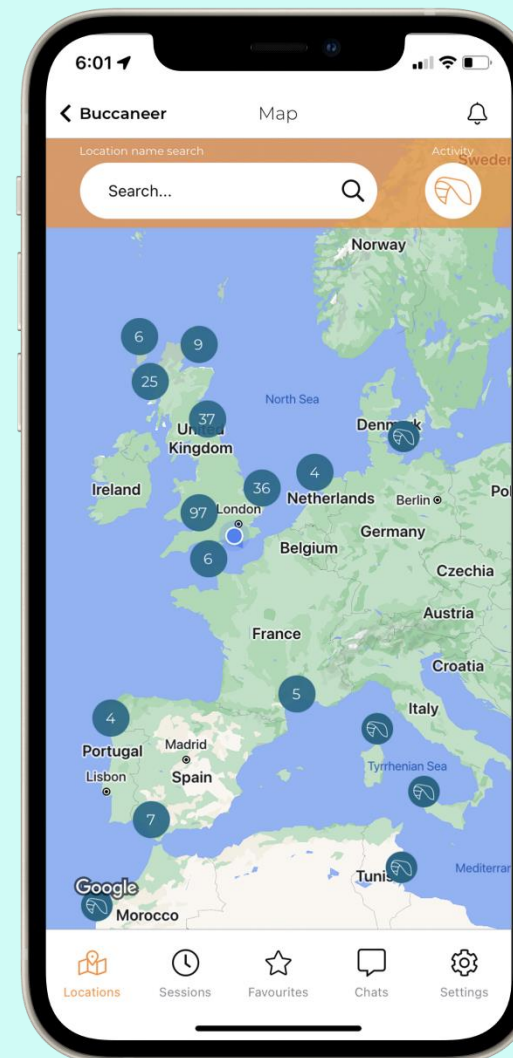 6:01
Buccaneer
Map
Location name search
Activity
Search...
Sweden
Norway
6
9
25
North Sea
37
United
Kingdom
Denmark
4
36
Ireland
Netherlands
Berlin
Pol
97
London
Germany
Belgium
6
Czechia
Austria
France
Croatia
5
Italy
4
Portugal
Madrid
Tyrrhenian Sea
Lisbon
Spain
7
Mediterran
Google
Morocco
Locations
Sessions
Favourites
Chats
Settings